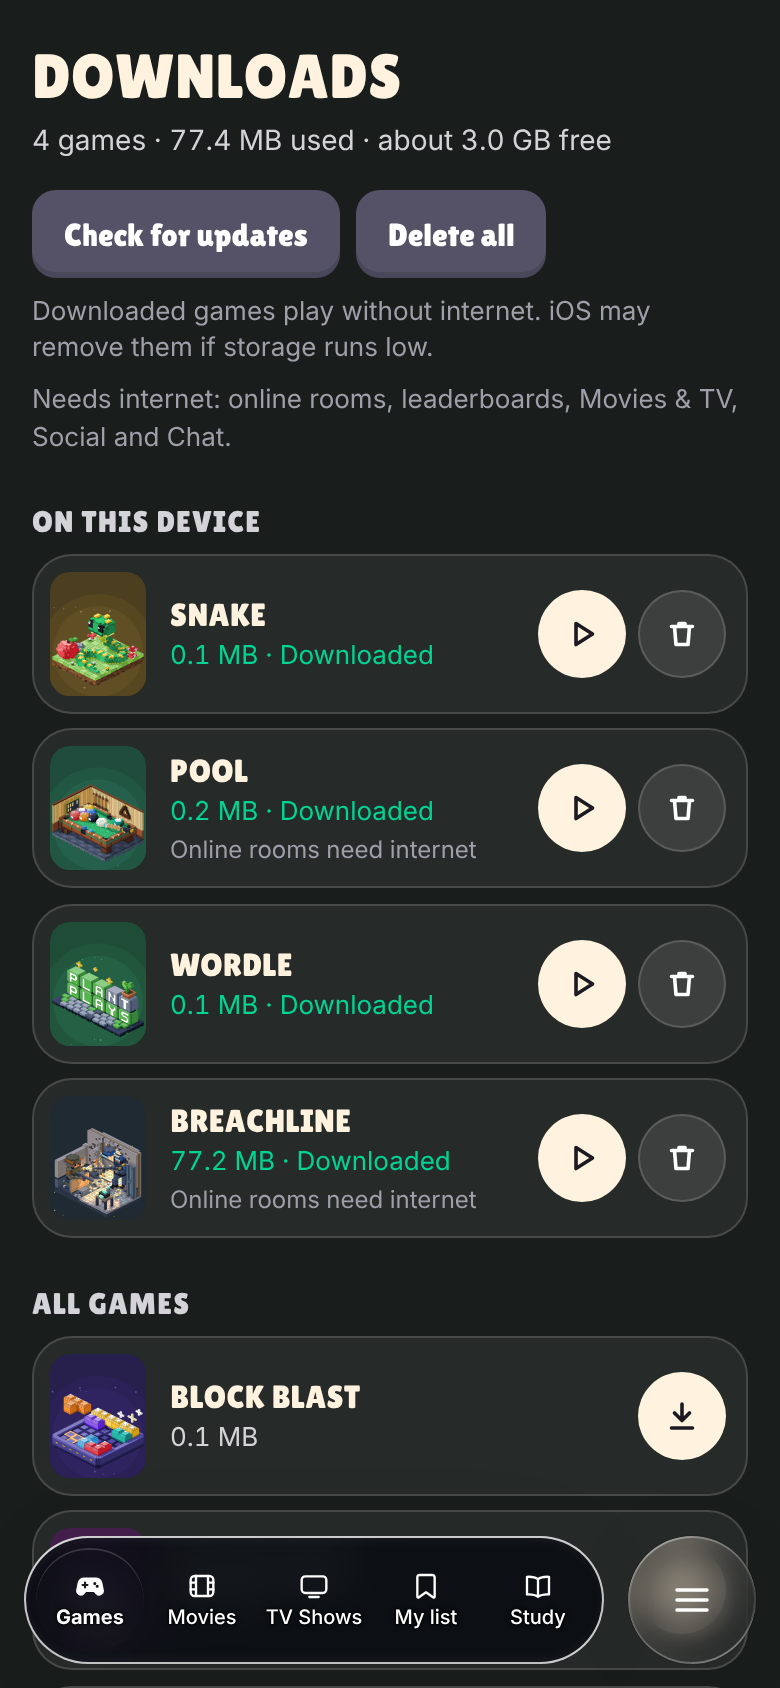 DOWNLOADS
4 games · 77.4 MB used · about 3.0 GB free
Check for updates
Delete all
Downloaded games play without internet. iOS may
remove them if storage runs low.
Needs internet: online rooms, leaderboards, Movies & TV,
Social and Chat.
ON THIS DEVICE
SNAKE
0.1 MB · Downloaded
POOL
0.2 MB · Downloaded
Online rooms need internet
PLANT
PLAYS
WORDLE
0.1 MB · Downloaded
BREACHLINE
77.2 MB · Downloaded
Online rooms need internet
ALL GAMES
BLOCK BLAST
0.1 MB
Games
Movies
TV Shows
My list
Study